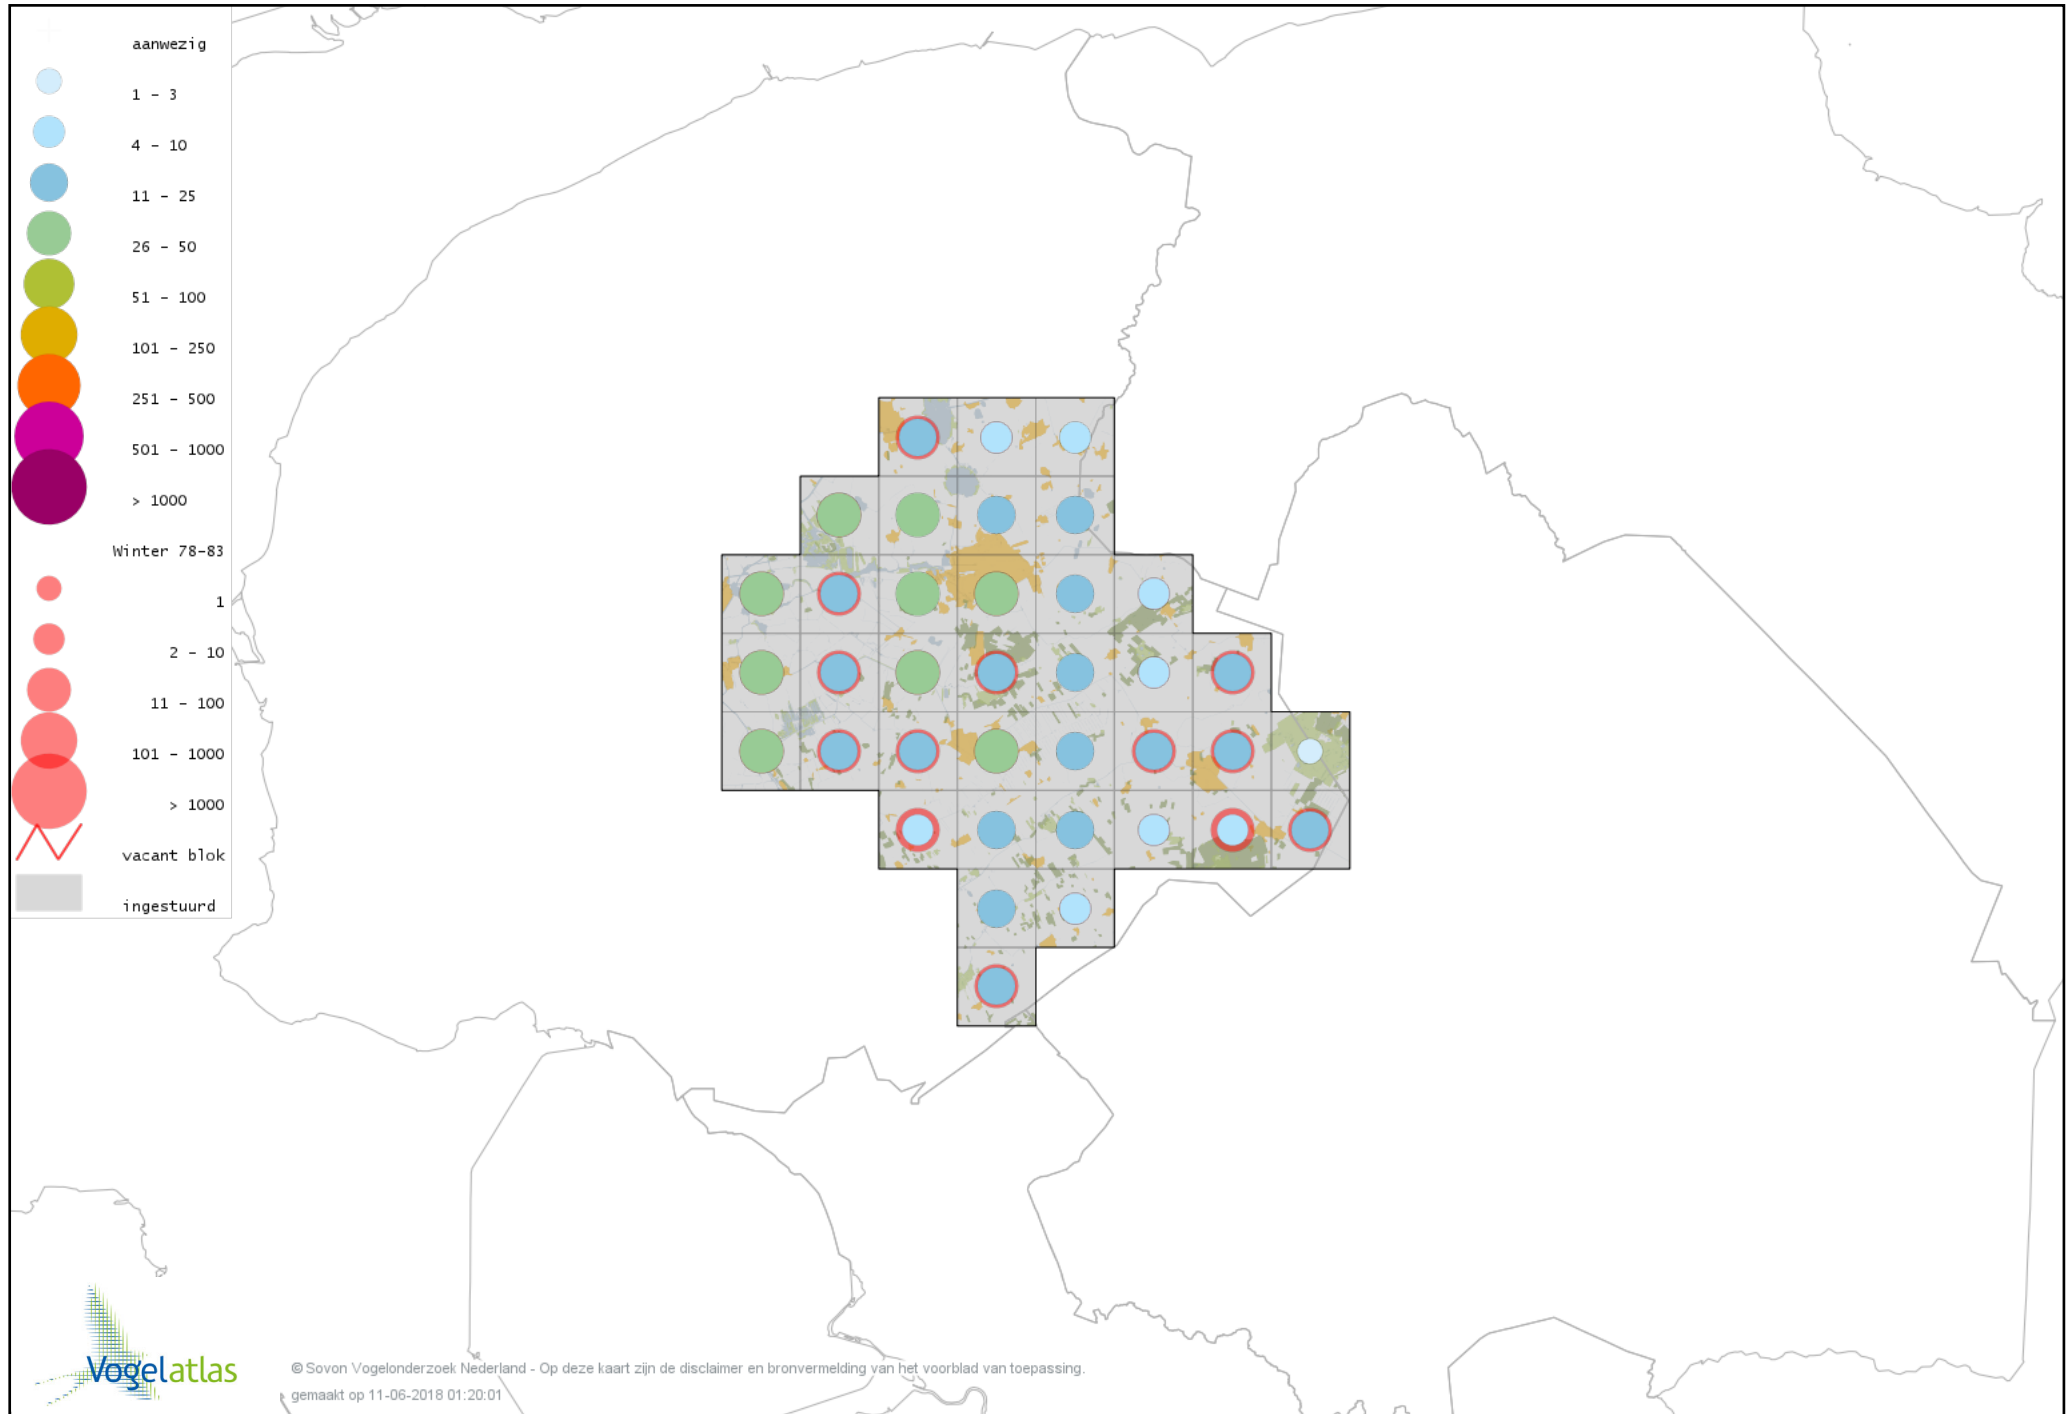 aanwezig
1 - 3
4 - 10
11 - 25
26 - 50
51 - 100
101 - 250
251 - 500
501 - 1000
> 1000
Winter 78-83
1
2 - 10
11 - 100
101 - 1000
> 1000
vacant blok
ingestuurd
Vogelatlas
© Sovon Vogelonderzoek Nederland - Op deze kaart zijn de disclaimer en bronvermelding van het voorblad van toepassing.
gemaakt op 11-06-2018 01:20:01